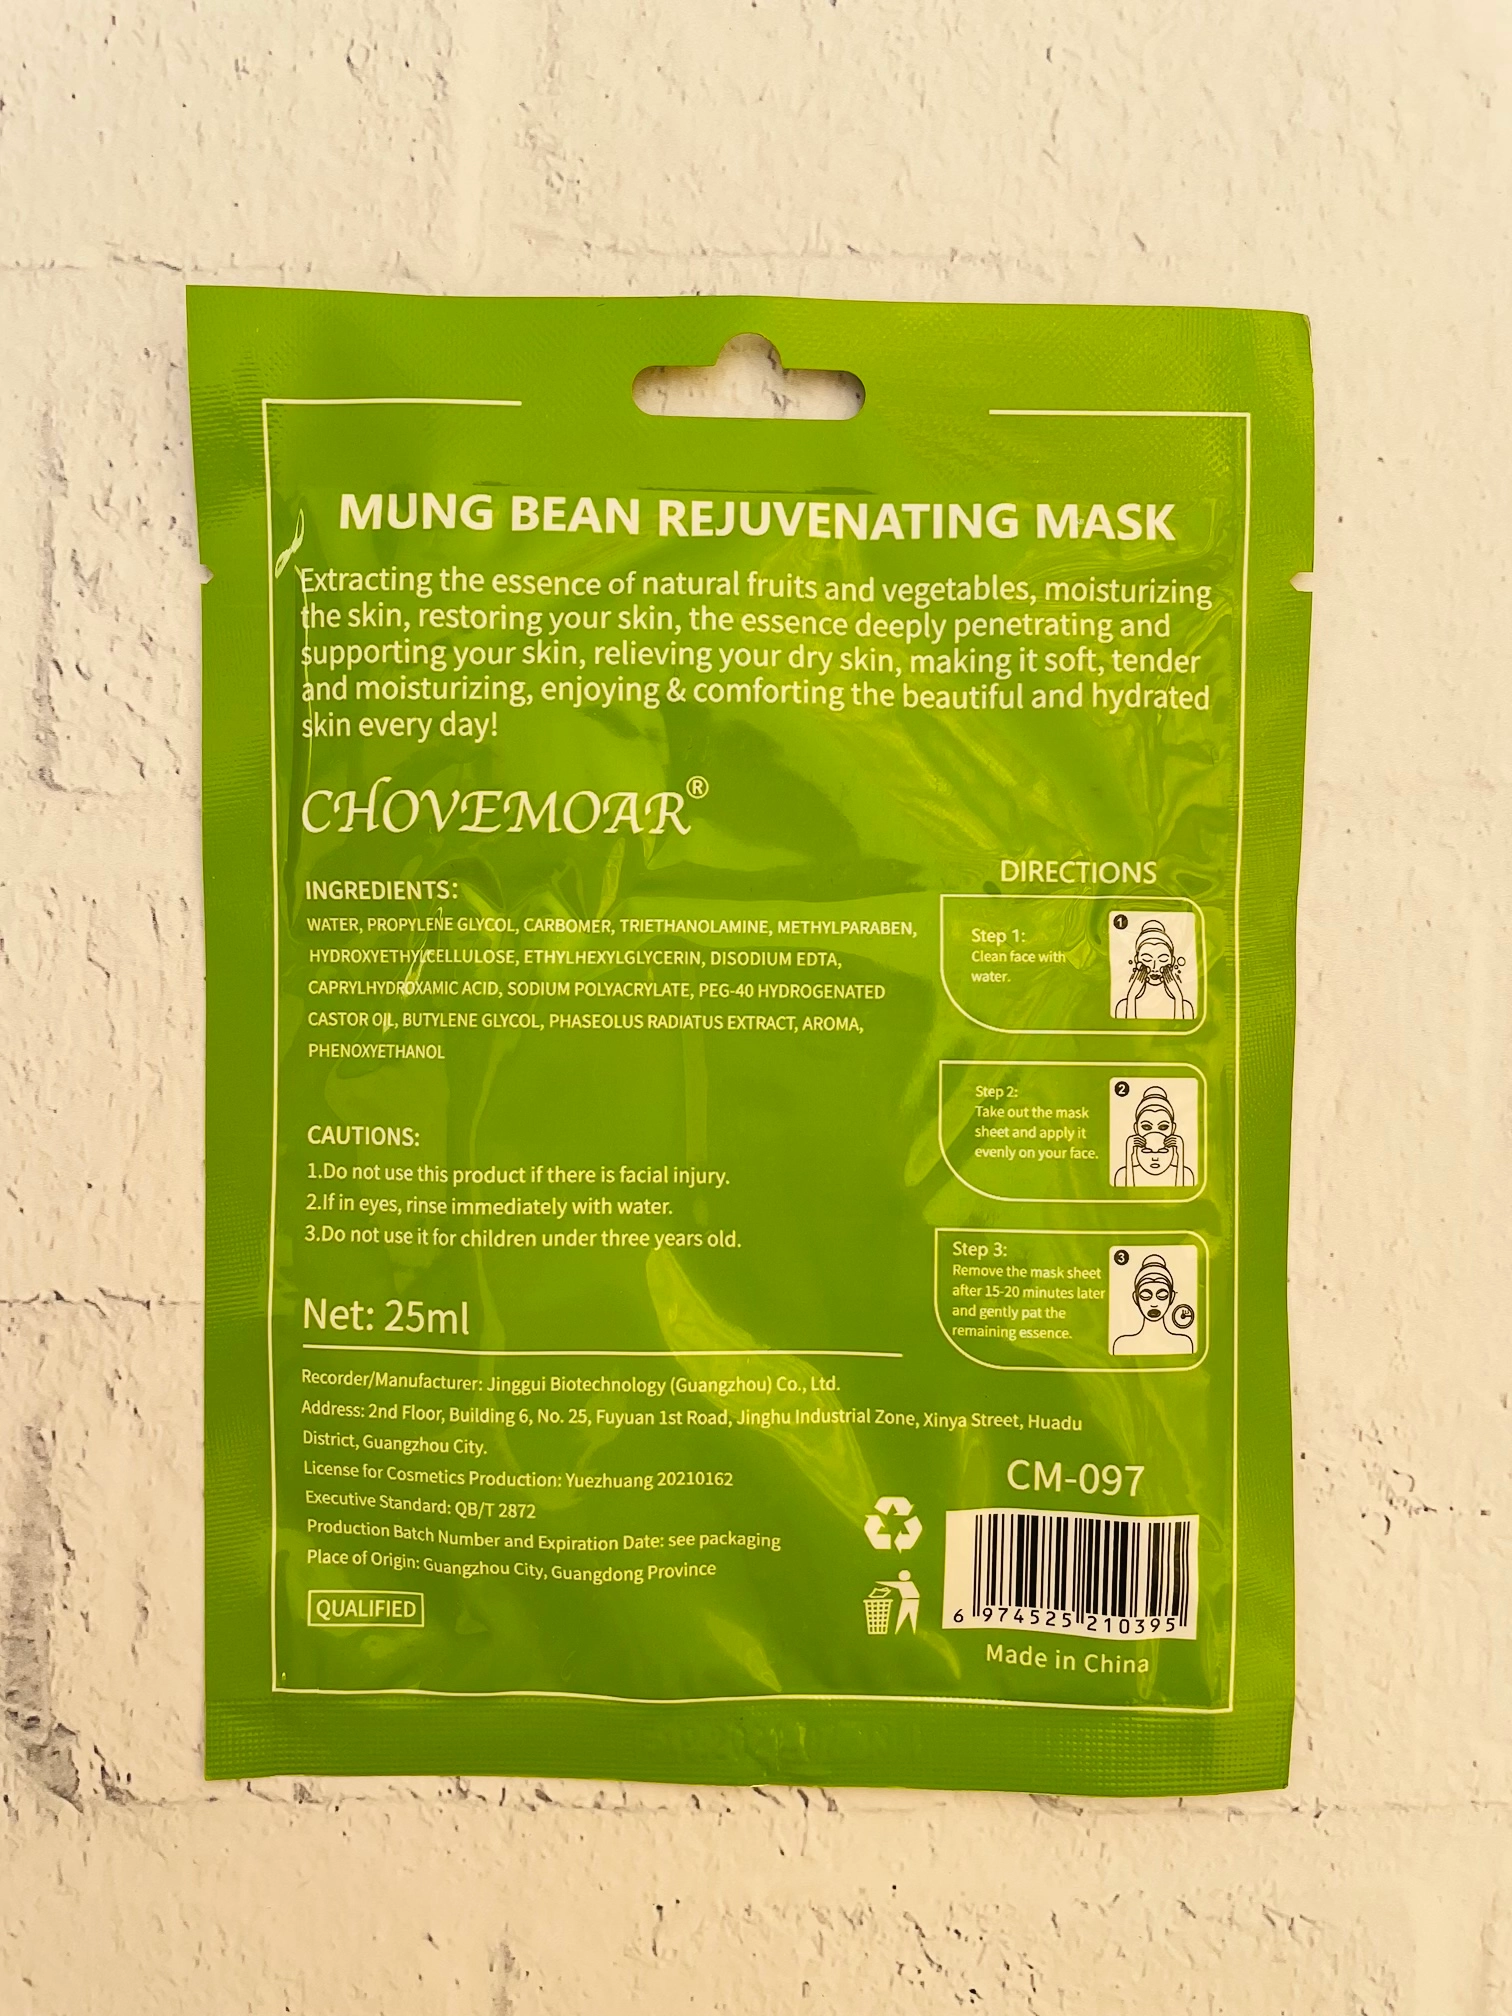 MUNG BEAN REJUVENATING MASK
Extracting the essence of natural fruits and vegetables, moisturizing
the skin, restoring your skin, the essence deeply penetrating and
supporting your skin, relieving your dry skin, making it soft, tender
and moisturizing, enjoying & comforting the beautiful and hydrated
skin every day!
CHOVEMOAR®
INGREDIENTS:
WATER, PROPYLENE GLYCOL, CARBOMER, TRIETHANOLAMINE, METHYLPARABEN,
HYDROXYETHYLCELLULOSE, ETHYLHEXYLGLYCERIN, DISODIUM EDTA,
CAPRYLHYDROXAMIC ACID, SODIUM POLYACRYLATE, PEG-40 HYDROGENATED
CASTOR OIL, BUTYLENE GLYCOL, PHASEOLUS RADIATUS EXTRACT, AROMA,
PHENOXYETHANOL
CAUTIONS:
1.Do not use this product if there is facial injury.
2.If in eyes, rinse immediately with water.
3.Do not use it for children under three years old.
Net: 25ml
DIRECTIONS
Step 1:
Clean face with
water.
1
Step 2:
Take out the mask
sheet and apply it
evenly on your face.
2
Step 3:
Remove the mask sheet
after 15-20 minutes later
and gently pat the
remaining essence.
3
Recorder/Manufacturer: Jinggui Biotechnology (Guangzhou) Co., Ltd.
Address: 2nd Floor, Building 6, No. 25, Fuyuan 1st Road, Jinghu Industrial Zone, Xinya Street, Huadu
District, Guangzhou City.
License for Cosmetics Production: Yuezhuang 20210162
Executive Standard: QB/T 2872
Production Batch Number and Expiration Date: see packaging
Place of Origin: Guangzhou City, Guangdong Province
QUALIFIED
CM-097
6 974525 210395
Made in China